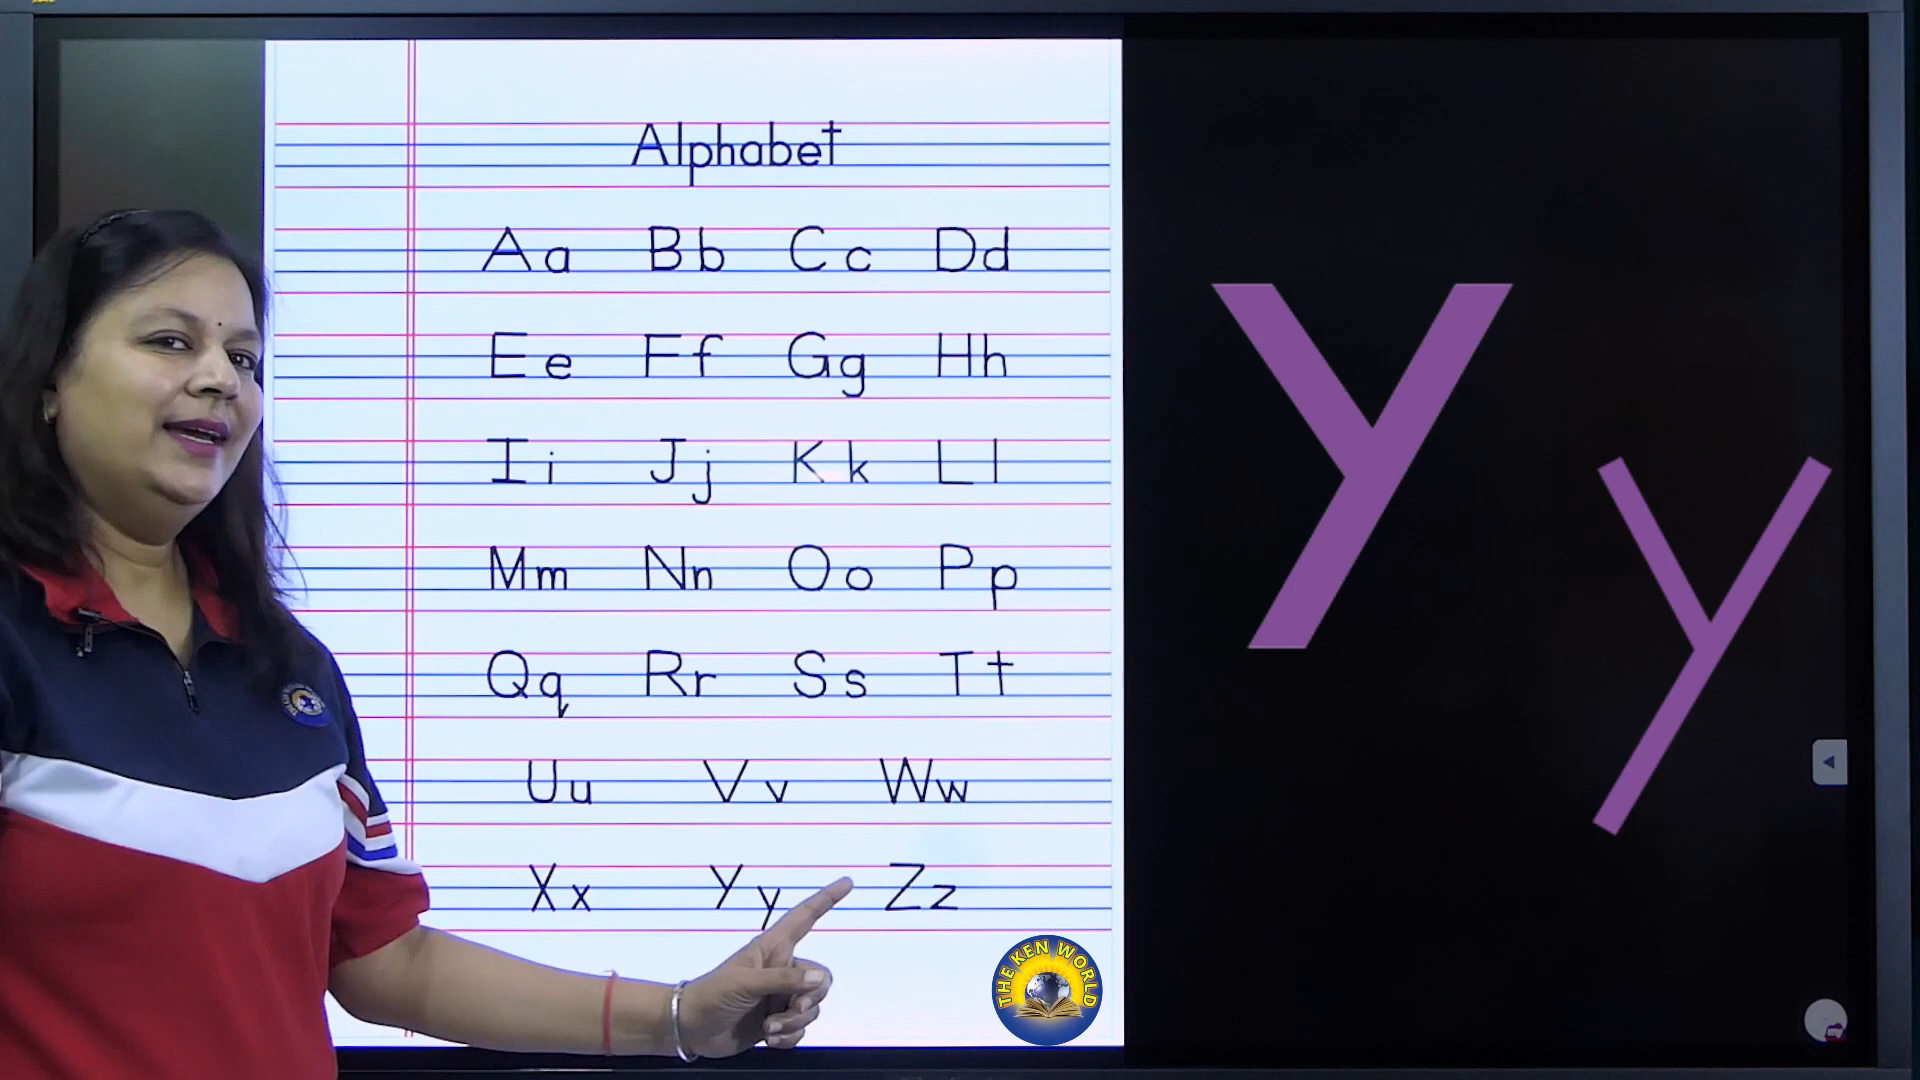 Alphabet
Aa Bb Cc Dd
Ee Ff Gg Hh
Ii Jj Kk Ll
Mm Nn Oo Pp
Qq Rr Ss Tt
Uu Vv Ww
Xx Yy Zz
THE KEN WORLD
Y y